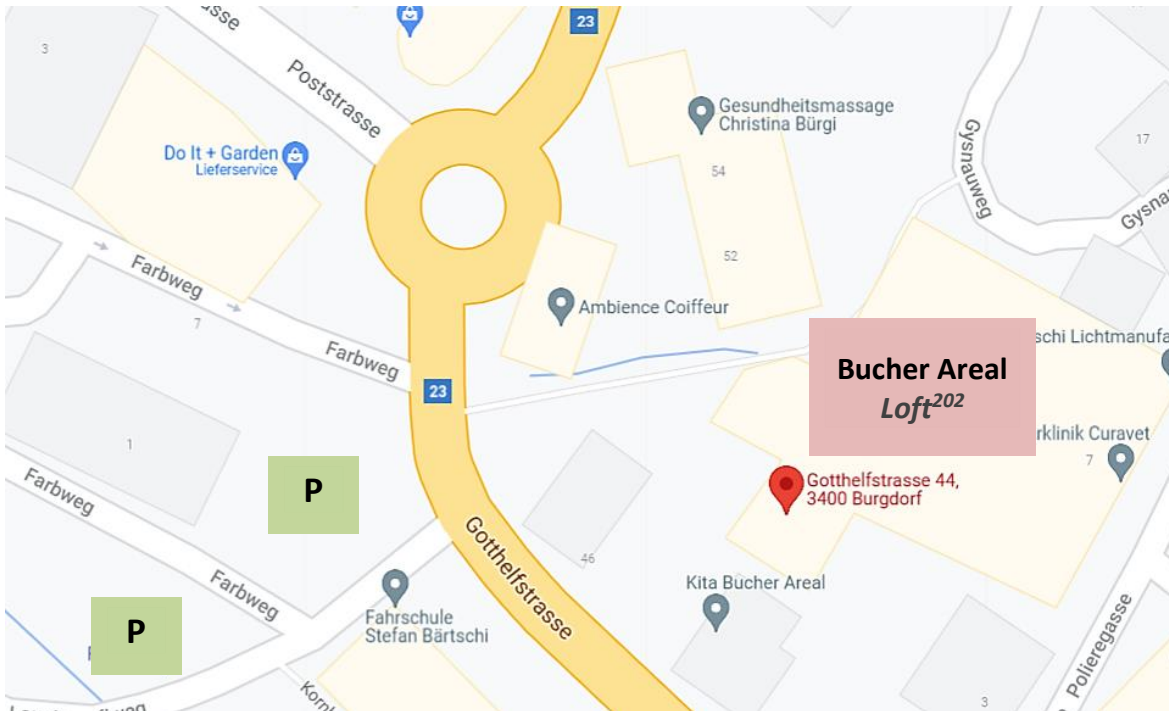 23
3
Poststrasse
Gesundheitsmassage
Christina Bürgi
Gysnauweg
17
Do It + Garden
Lieferservice
54
52
Farbweg
7
Ambience Coiffeur
Farbweg
23
Bucher Areal
Loft²⁰²
7
1
Gotthelfstrasse 44,
3400 Burgdorf
P
Farbweg
Gotthelfstrasse
46
Farbweg
Kita Bucher Areal
Fahrschule
Stefan Bärtschi
P
Polieregasse
3